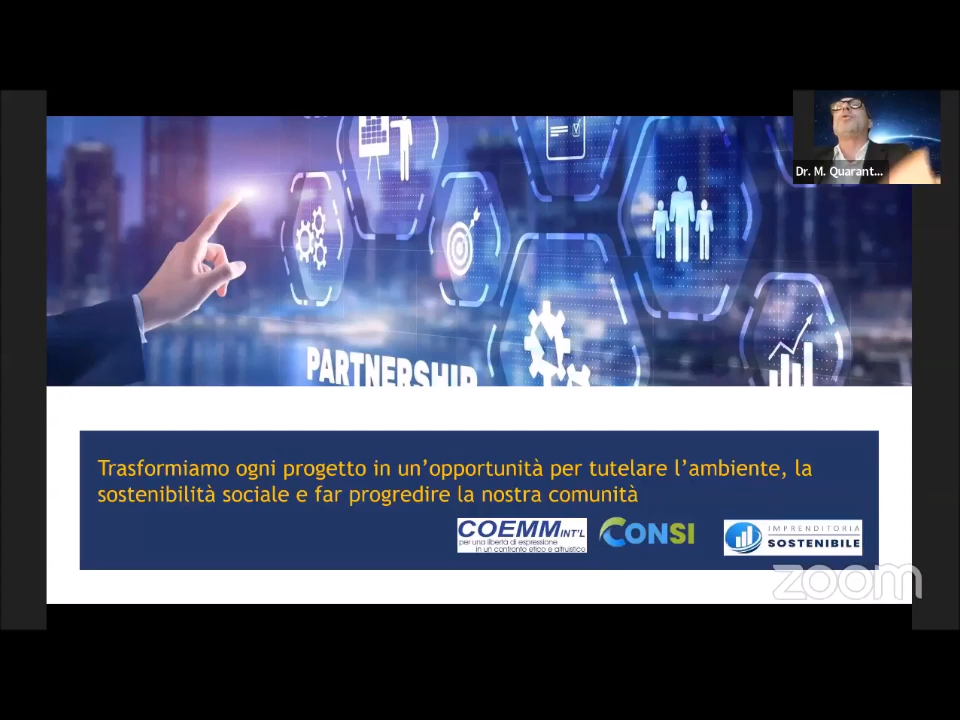 Dr. M. Quarant...
PARTNERSHIP
Trasformiamo ogni progetto in un'opportunità per tutelare l'ambiente, la
sostenibilità sociale e far progredire la nostra comunità
COEMM INT'L
per una libertà di espressione
in un confronto etico e altruistico
CONSI
IMPRENDITORIA
SOSTENIBILE
zoom